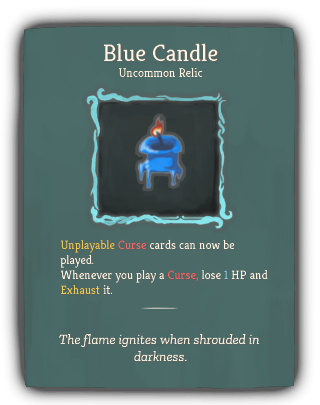 Blue Candle
Uncommon Relic
Unplayable Curse cards can now be
played.
Whenever you play a Curse, lose 1 HP and
Exhaust it.
The flame ignites when shrouded in
darkness.